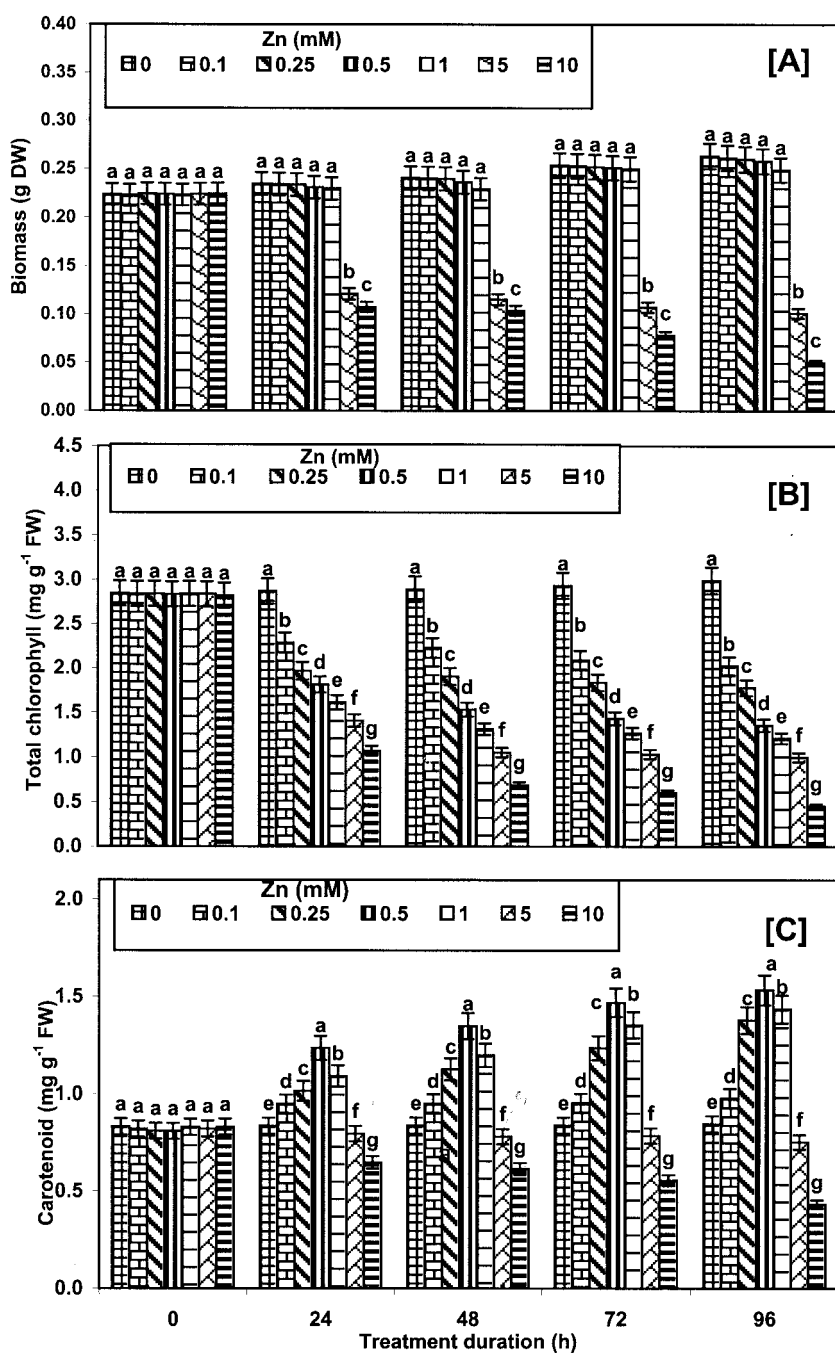 [A]
Zn (mM)
0 0.1 0.25 0.5 1 5 10
Biomass (g DW)
0.40
0.35
0.30
0.25
0.20
0.15
0.10
0.05
0.00
a a a a a a a
a a a a a b c
a a a a a b c
a a a a a b c
a a a a a b c
[B]
Zn (mM)
0 0.1 0.25 0.5 1 5 10
Total chlorophyll (mg g⁻¹ FW)
4.5
4.0
3.5
3.0
2.5
2.0
1.5
1.0
0.5
0.0
a a a a a a a
a b c d e f g
a b c d e f g
a b c d e f g
a b c d e f g
[C]
Zn (mM)
0 0.1 0.25 0.5 1 5 10
Carotenoid (mg g⁻¹ FW)
2.0
1.5
1.0
0.5
0.0
a a a a a a a
e d c a b f g
e d c a b f g
e d c a b f g
e d c a b f g
0 24 48 72 96
Treatment duration (h)